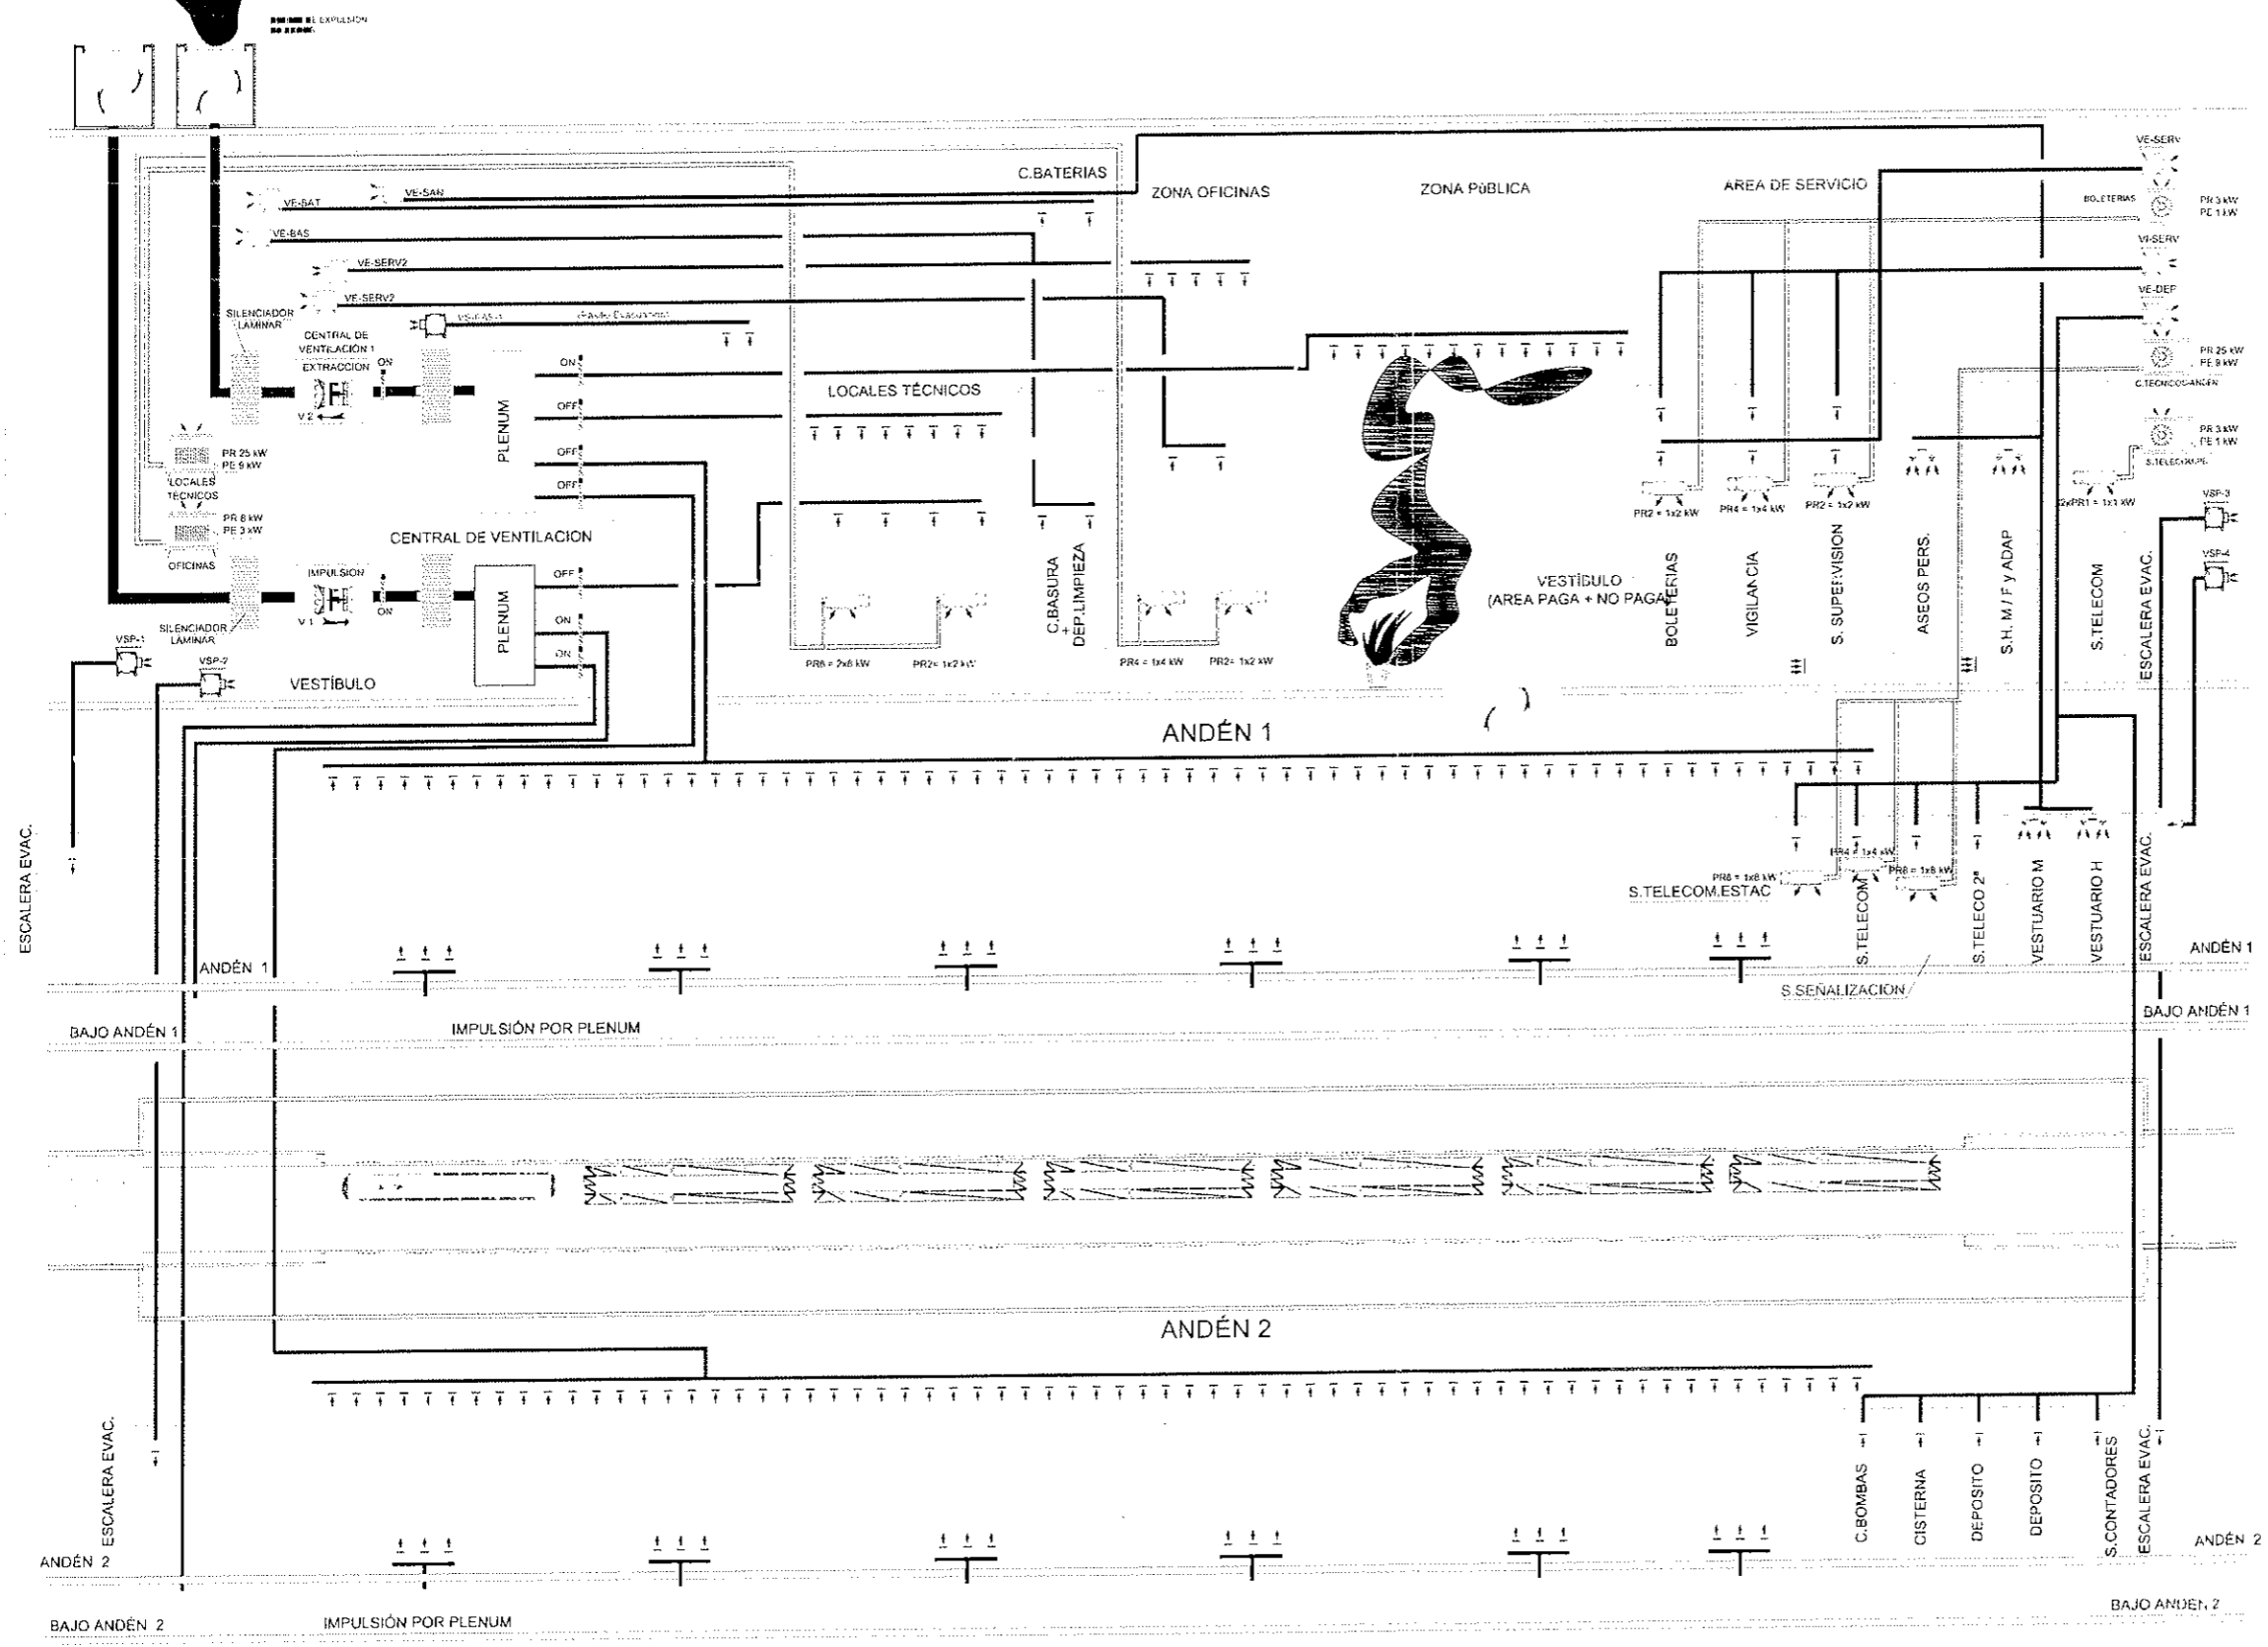 EL EXPULSIÓN
VE-SERV
C.BATERIAS
ZONA OFICINAS
ZONA PúBLICA
AREA DE SERVICIO
VE-SAN
VE-BAT
BOLETERIAS
PR 3 kW
PE 1 kW
VE-BAS
VI-SERV
VE-SERV2
VE-DEP
VE-SERV2
SILENCIADOR
LAMINAR
CENTRAL DE
VENTILACIÓN 1
EXTRACCIÓN
ON
V 2
ON
OFF
OFF
OFF
PLENUM
LOCALES TÉCNICOS
PR 25 kW
PE 9 kW
PR 3 kW
PE 1 kW
PR 25 kW
PE 9 kW
LOCALES
TÉCNICOS
PR 8 kW
PE 3 kW
OFICINAS
CENTRAL DE VENTILACION
IMPULSIÓN
ON
V 1
SILENCIADOR
LAMINAR
PLENUM
OFF
ON
ON
VSP-1
VSP-2
VESTÍBULO
PR8 = 2x8 kW
PR2= 1x2 kW
C.BASURA
+
DEP.LIMPIEZA
PR4 = 1x4 kW
PR2= 1x2 kW
VESTÍBULO
(AREA PAGA + NO PAGA)
PR2 = 1x2 kW
PR4 = 1x4 kW
PR2 = 1x2 kW
2xPR1 = 1x1 kW
BOLETERIAS
VIGILANCIA
S. SUPERVISION
ASEOS PERS.
S.H. M / F y ADAP
S.TELECOM
ESCALERA EVAC.
VSP-3
VSP-4
ANDÉN 1
ESCALERA EVAC.
PR8 = 1x8 kW
PR4 = 1x4 kW
PR8 = 1x8 kW
S.TELECOM.ESTAC
S.TELECOM
S.TELECO 2ª
VESTUARIO M
VESTUARIO H
ESCALERA EVAC.
ANDÉN 1
ANDÉN 1
S.SEÑALIZACION
BAJO ANDÉN 1
IMPULSIÓN POR PLENUM
BAJO ANDÉN 1
ANDÉN 2
ESCALERA EVAC.
C.BOMBAS
CISTERNA
DEPOSITO
DEPOSITO
S.CONTADORES
ESCALERA EVAC.
ANDÉN 2
ANDÉN 2
BAJO ANDÉN 2
IMPULSIÓN POR PLENUM
BAJO ANDÉN 2